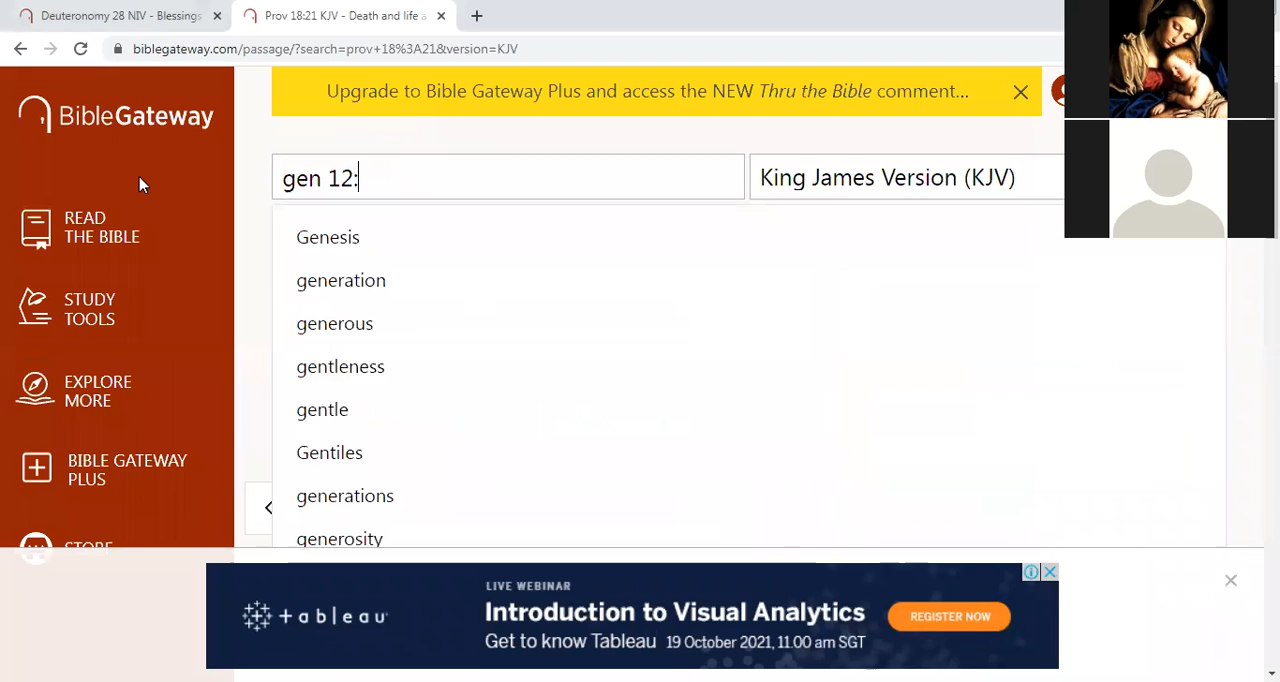 Deuteronomy 28 NIV - Blessings
Prov 18:21 KJV - Death and life a
biblegateway.com/passage/?search=prov+18%3A21&version=KJV
BibleGateway
Upgrade to Bible Gateway Plus and access the NEW Thru the Bible comment...
gen 12:
King James Version (KJV)
READ
THE BIBLE
STUDY
TOOLS
EXPLORE
MORE
BIBLE GATEWAY
PLUS
STORE
Genesis
generation
generous
gentleness
gentle
Gentiles
generations
generosity
+ a b l e a u
LIVE WEBINAR
Introduction to Visual Analytics
Get to know Tableau 19 October 2021, 11.00 am SGT
REGISTER NOW